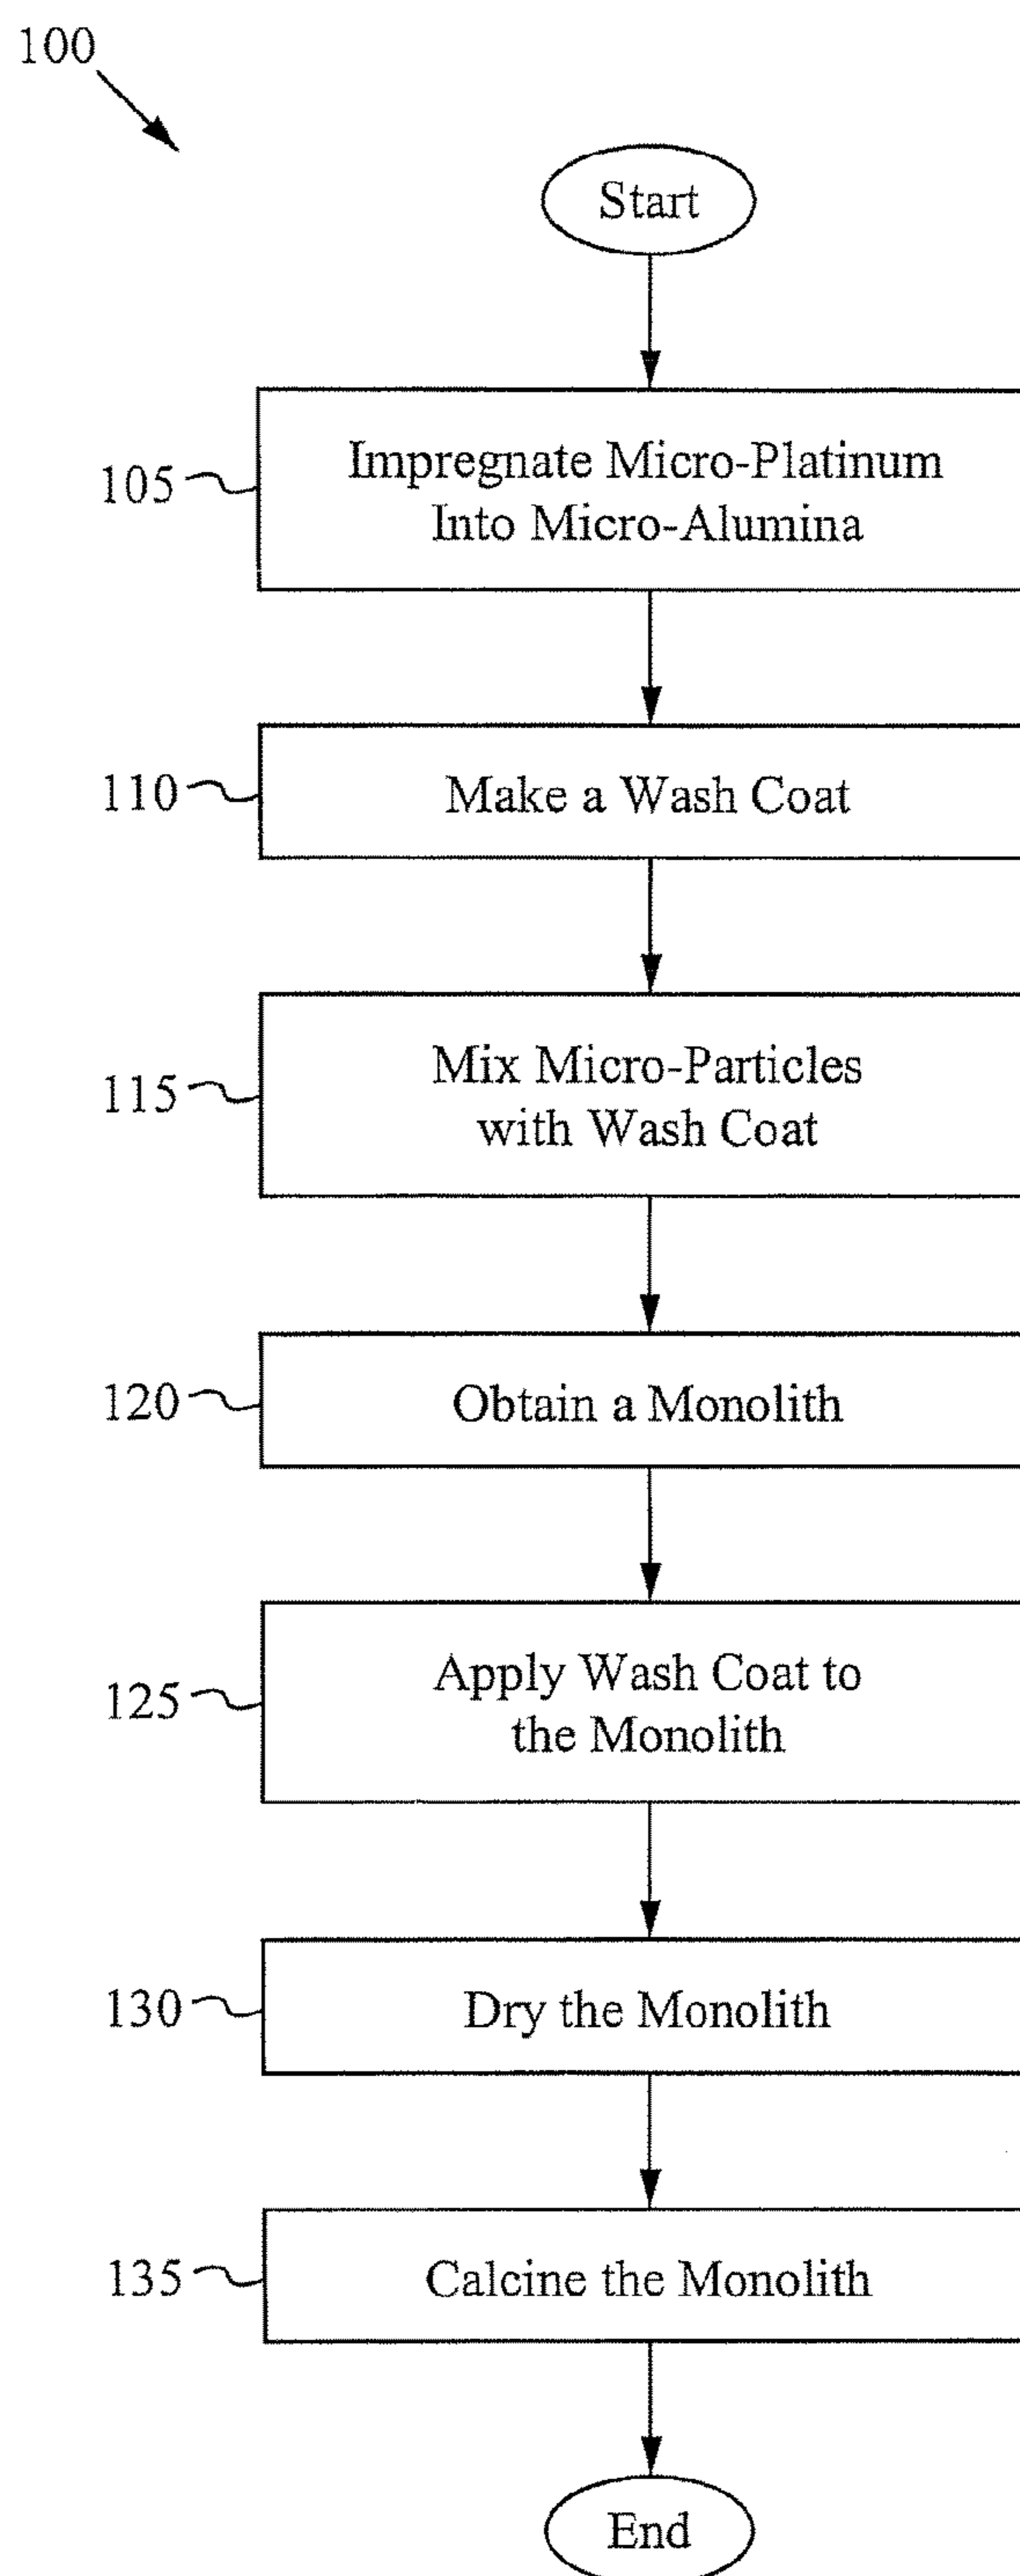 100
Start
105
Impregnate Micro-Platinum
Into Micro-Alumina
110
Make a Wash Coat
115
Mix Micro-Particles
with Wash Coat
120
Obtain a Monolith
125
Apply Wash Coat to
the Monolith
130
Dry the Monolith
135
Calcine the Monolith
End